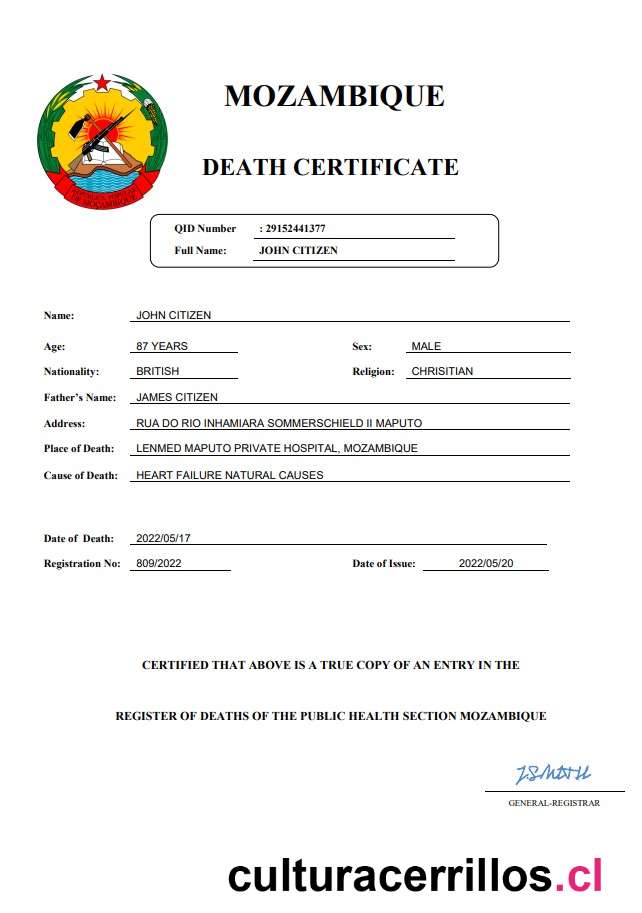 MOZAMBIQUE
DEATH CERTIFICATE
QID Number : 29152441377
Full Name: JOHN CITIZEN
Name: JOHN CITIZEN
Age: 87 YEARS Sex: MALE
Nationality: BRITISH Religion: CHRISITIAN
Father's Name: JAMES CITIZEN
Address: RUA DO RIO INHAMIARA SOMMERSCHIELD II MAPUTO
Place of Death: LENMED MAPUTO PRIVATE HOSPITAL, MOZAMBIQUE
Cause of Death: HEART FAILURE NATURAL CAUSES
Date of Death: 2022/05/17
Registration No: 809/2022 Date of Issue: 2022/05/20
CERTIFIED THAT ABOVE IS A TRUE COPY OF AN ENTRY IN THE
REGISTER OF DEATHS OF THE PUBLIC HEALTH SECTION MOZAMBIQUE
GENERAL-REGISTRAR
culturacerrillos.cl